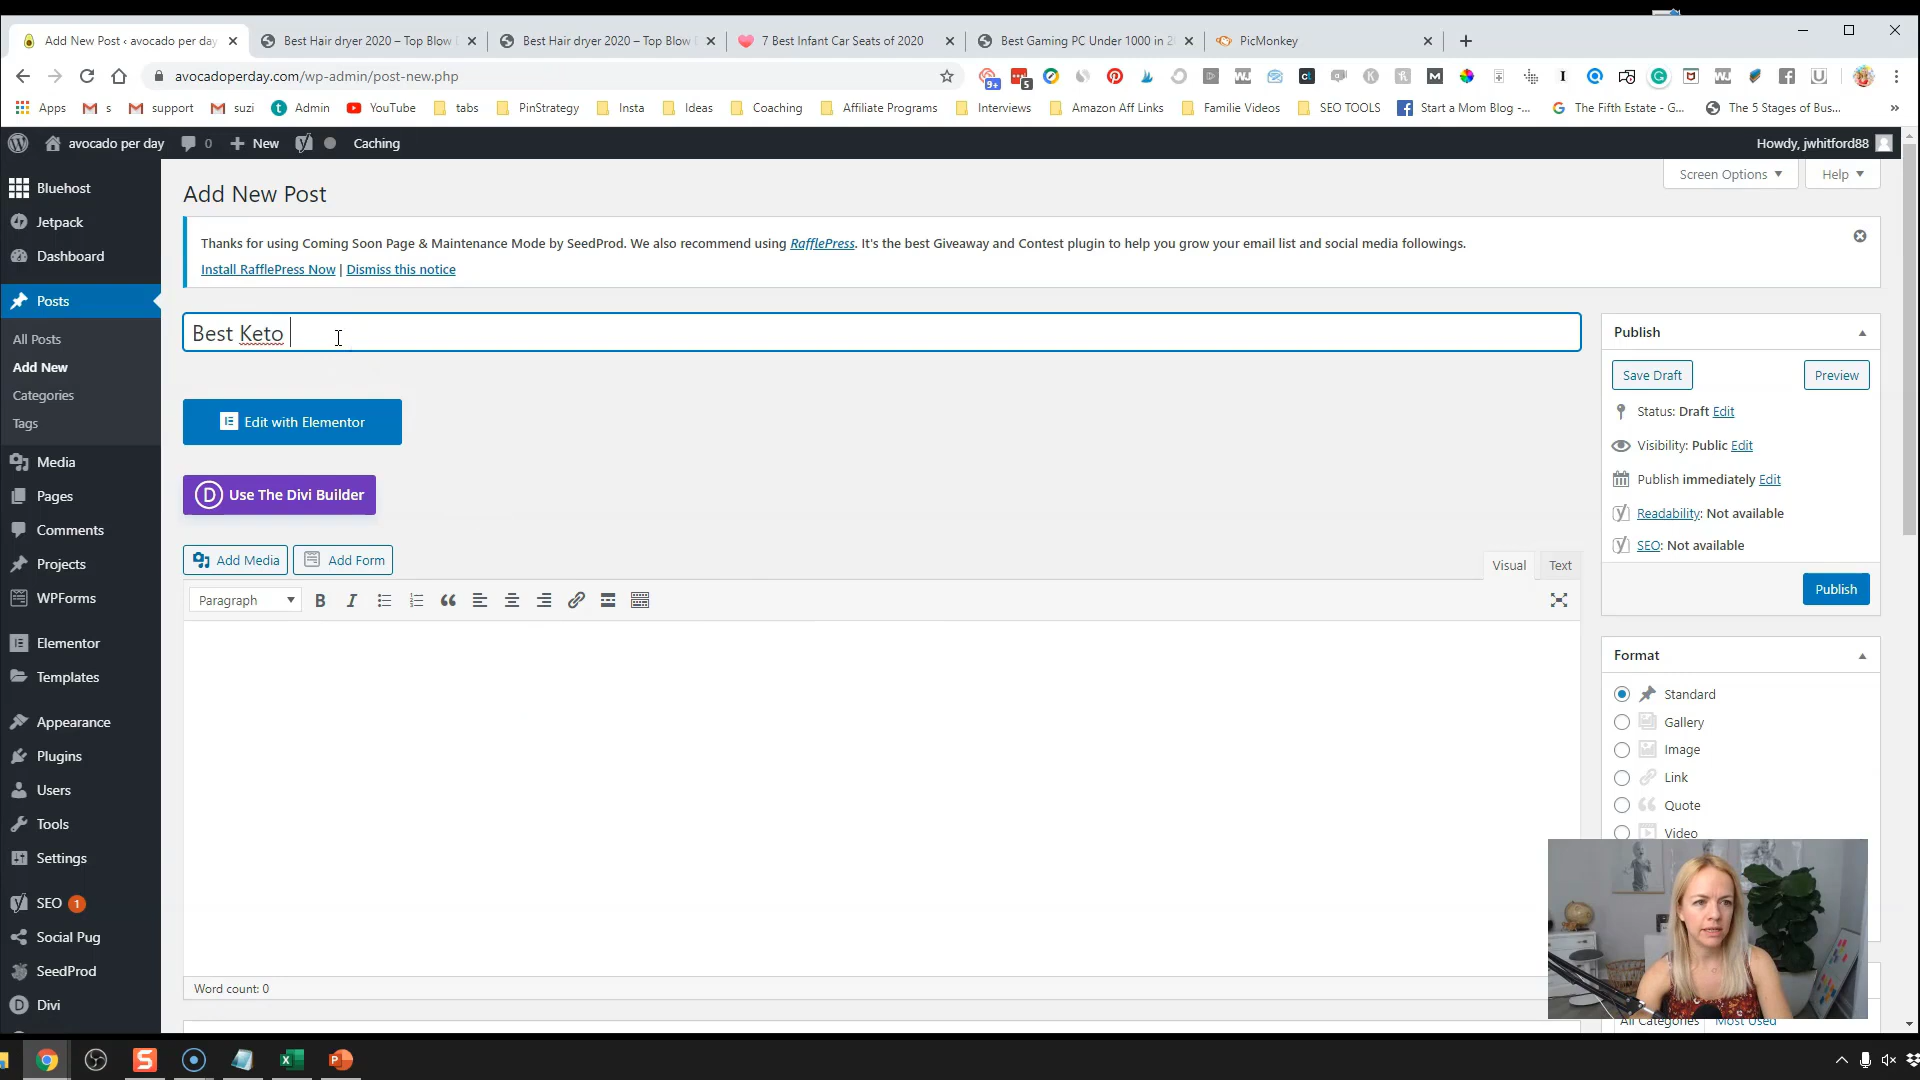 Add New Post ‹ avocado per day
Best Hair dryer 2020 – Top Blow
Best Hair dryer 2020 – Top Blow
7 Best Infant Car Seats of 2020
Best Gaming PC Under 1000 in 2
PicMonkey
avocadoperday.com/wp-admin/post-new.php
Apps
s
support
suzi
Admin
YouTube
tabs
PinStrategy
Insta
Ideas
Coaching
Affiliate Programs
Interviews
Amazon Aff Links
Familie Videos
SEO TOOLS
Start a Mom Blog -...
The Fifth Estate - G...
The 5 Stages of Bus...
avocado per day
0
New
Caching
Howdy, jwhitford88
Bluehost
Jetpack
Dashboard
Posts
All Posts
Add New
Categories
Tags
Media
Pages
Comments
Projects
WPForms
Elementor
Templates
Appearance
Plugins
Users
Tools
Settings
SEO 1
Social Pug
SeedProd
Divi
Add New Post
Screen Options
Help
Thanks for using Coming Soon Page & Maintenance Mode by SeedProd. We also recommend using RafflePress. It's the best Giveaway and Contest plugin to help you grow your email list and social media followings.
Install RafflePress Now | Dismiss this notice
Best Keto
Edit with Elementor
Use The Divi Builder
Add Media
Add Form
Visual
Text
Paragraph
Word count: 0
Publish
Save Draft
Preview
Status: Draft Edit
Visibility: Public Edit
Publish immediately Edit
Readability: Not available
SEO: Not available
Publish
Format
Standard
Gallery
Image
Link
Quote
Video
All Categories
Most Used